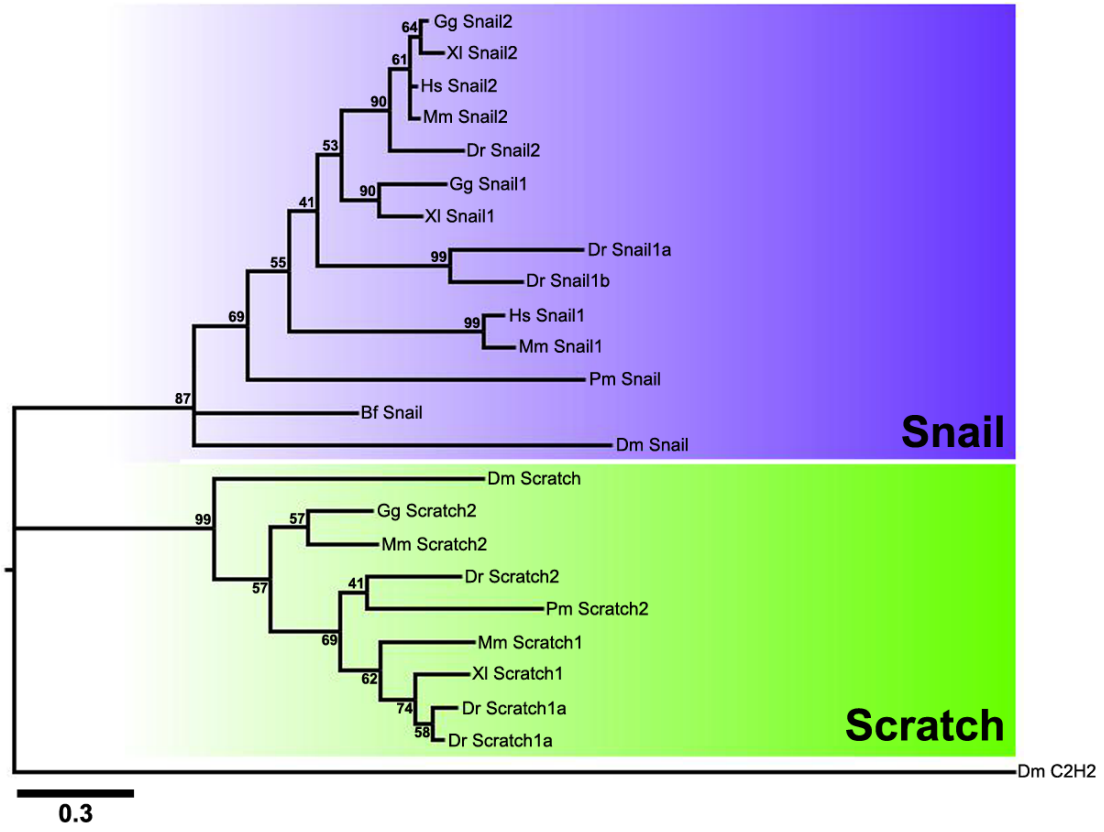 64
Gg Snail2
Xl Snail2
61
Hs Snail2
Mm Snail2
90
Dr Snail2
53
90
Gg Snail1
Xl Snail1
41
99
Dr Snail1a
Dr Snail1b
55
99
Hs Snail1
Mm Snail1
69
Pm Snail
87
Bf Snail
Dm Snail
Snail
Dm Scratch
99
57
Gg Scratch2
Mm Scratch2
57
41
Dr Scratch2
Pm Scratch2
69
Mm Scratch1
62
Xl Scratch1
74
Dr Scratch1a
58
Dr Scratch1a
Scratch
Dm C2H2
0.3